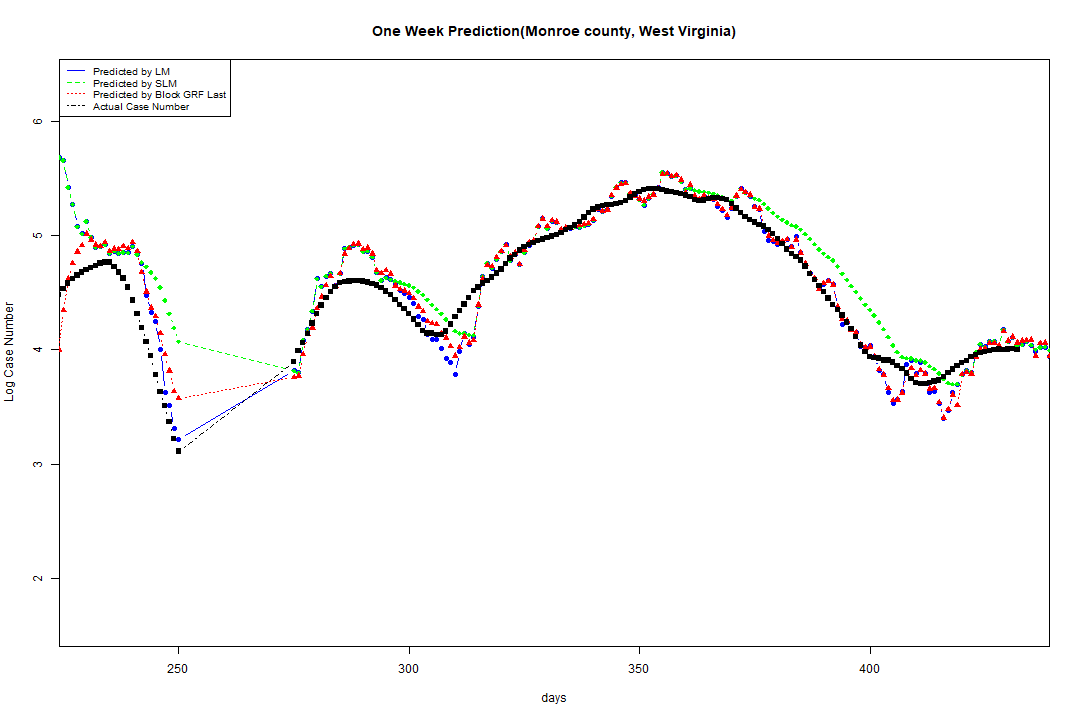 One Week Prediction(Monroe county, West Virginia)
Predicted by LM
Predicted by SLM
Predicted by Block GRF Last
Actual Case Number
6
5
4
3
2
Log Case Number
250
300
350
400
days